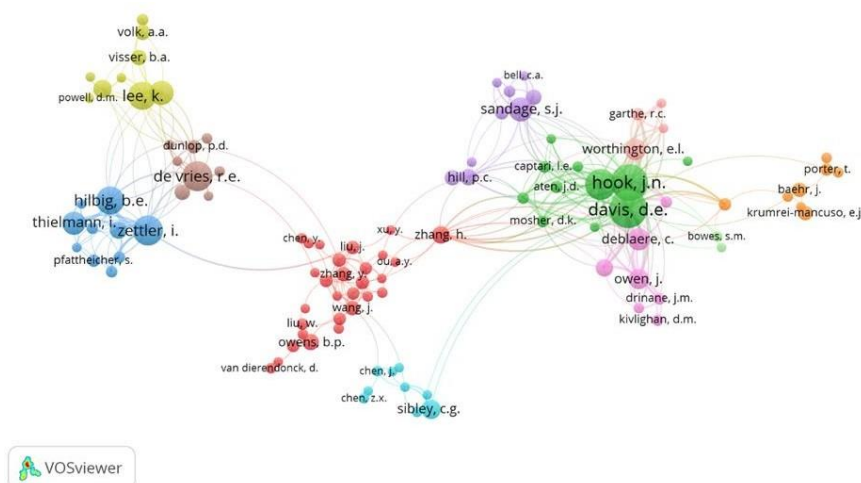 volk, a.a.
visser, b.a.
powell, d.m.
lee, k.
bell, c.a.
sandage, s.j.
garthe, r.c.
dunlop, p.d.
worthington, e.l.
de vries, r.e.
hill, p.c.
captari, l.e.
aten, j.d.
hook, j.n.
porter, t.
baehr, j.
hilbig, b.e.
thielmann, i.
zettler, i.
mosher, d.k.
davis, d.e.
krumrei-mancuso, e.j
chen, y.
liu, j.
xu, y.
zhang, h.
deblaere, c.
bowes, s.m.
pfattheicher, s.
zhang, y.
ou, a.y.
owen, j.
wang, j.
drinane, j.m.
liu, w.
kivlighan, d.m.
owens, b.p.
van dierendonck, d.
chen, j.
chen, z.x.
sibley, c.g.
VOSviewer